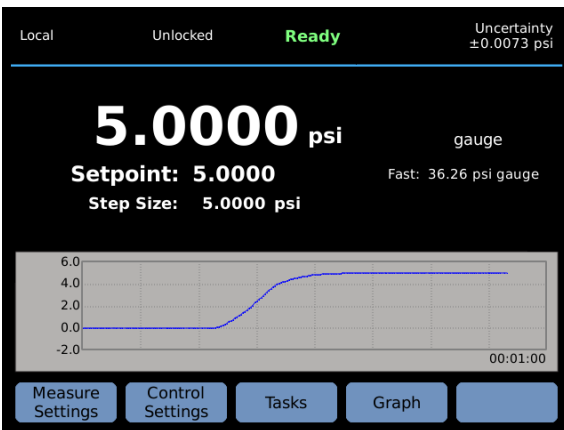 Local
Unlocked
Ready
Uncertainty
±0.0073 psi
5.0000 psi
gauge
Setpoint: 5.0000
Fast: 36.26 psi gauge
Step Size: 5.0000 psi
6.0
4.0
2.0
0.0
-2.0
00:01:00
Measure
Settings
Control
Settings
Tasks
Graph